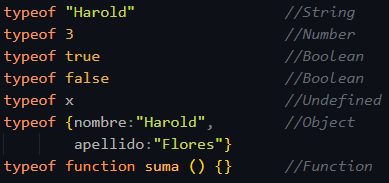 typeof "Harold" //String
typeof 3 //Number
typeof true //Boolean
typeof false //Boolean
typeof x //Undefined
typeof {nombre:"Harold", //Object
apellido:"Flores"}
typeof function suma () {} //Function